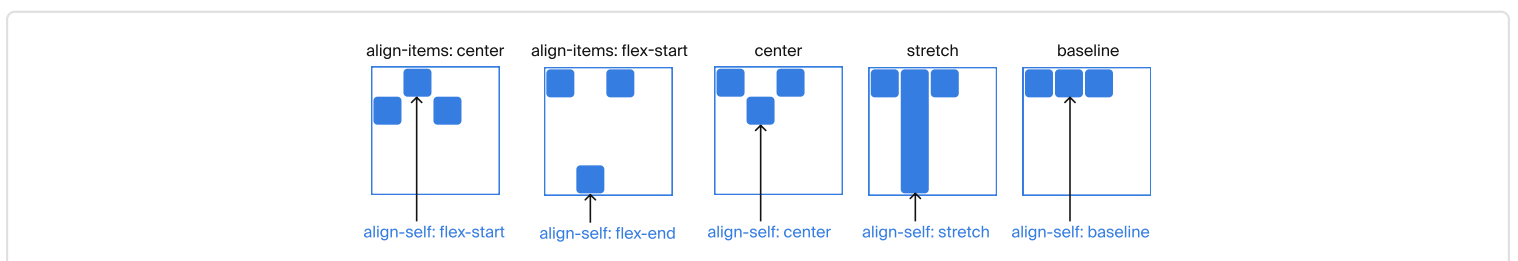 align-items: center
align-items: flex-start
center
stretch
baseline
align-self: flex-start
align-self: flex-end
align-self: center
align-self: stretch
align-self: baseline